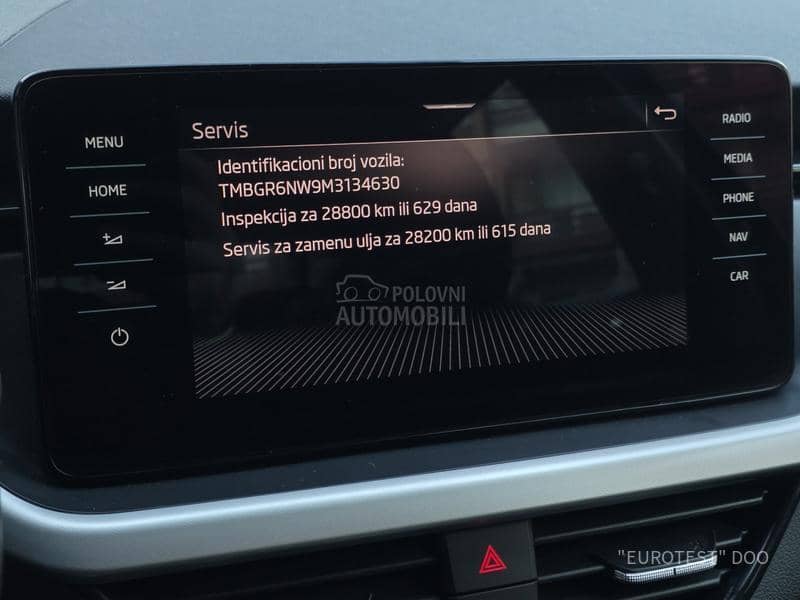 MENU
HOME
Servis
Identifikacioni broj vozila:
TMBGR6NW9M3134630
Inspekcija za 28800 km ili 629 dana
Servis za zamenu ulja za 28200 km ili 615 dana
RADIO
MEDIA
PHONE
NAV
CAR
POLOVNI
AUTOMOBILI
"EUROTEST" DOO